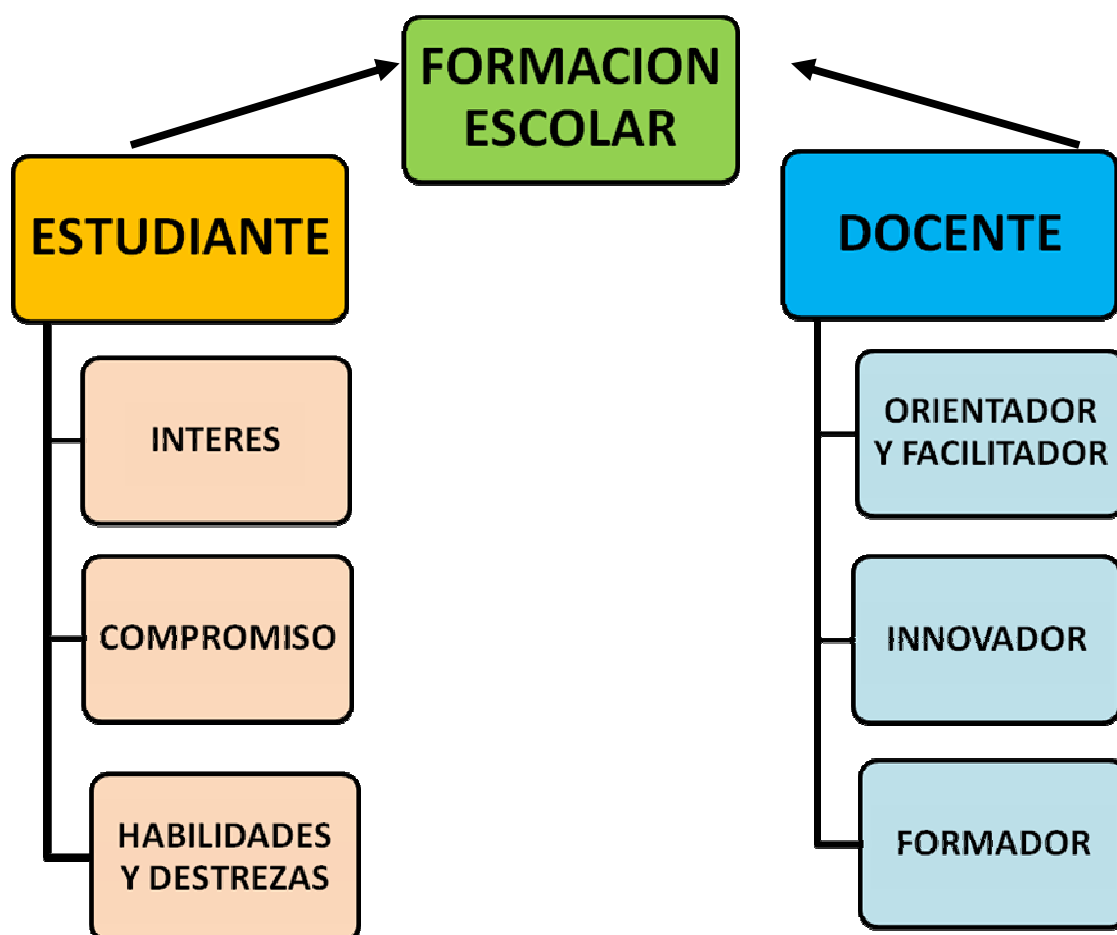 FORMACION
ESCOLAR
ESTUDIANTE
INTERES
COMPROMISO
HABILIDADES
Y DESTREZAS
DOCENTE
ORIENTADOR
Y FACILITADOR
INNOVADOR
FORMADOR